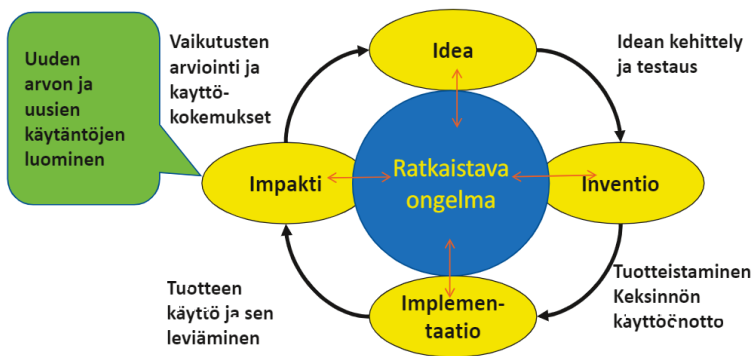 Uuden
arvon ja
uusien
käytäntöjen
luominen
Vaikutusten
arviointi ja
kayttö-
kokemukset
Idea
Idean kehittely
ja testaus
Impakti
Ratkaistava
ongelma
Inventio
Tuotteen
käyttö ja sen
leviäminen
Implemen-
taatio
Tuotteistaminen
Keksinnön
käyttöönotto